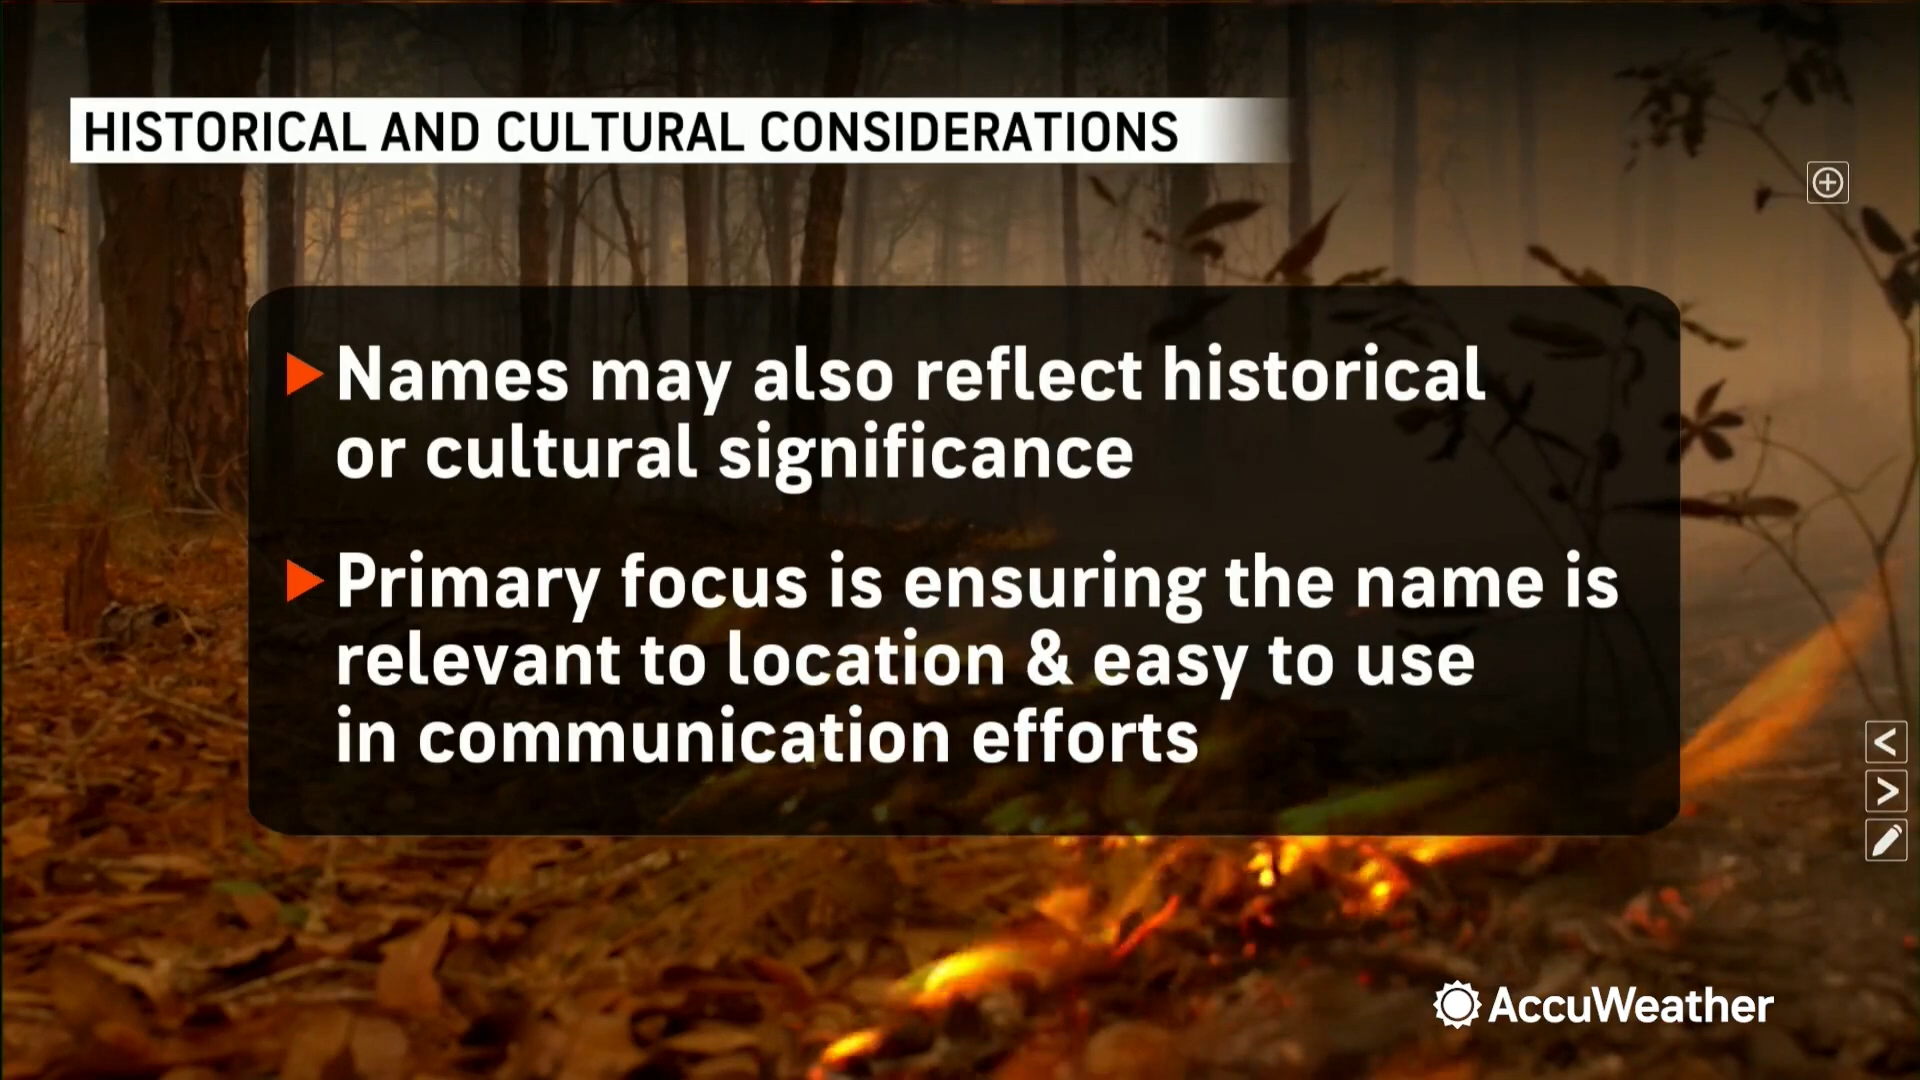 HISTORICAL AND CULTURAL CONSIDERATIONS
Names may also reflect historical
or cultural significance
Primary focus is ensuring the name is
relevant to location & easy to use
in communication efforts
AccuWeather